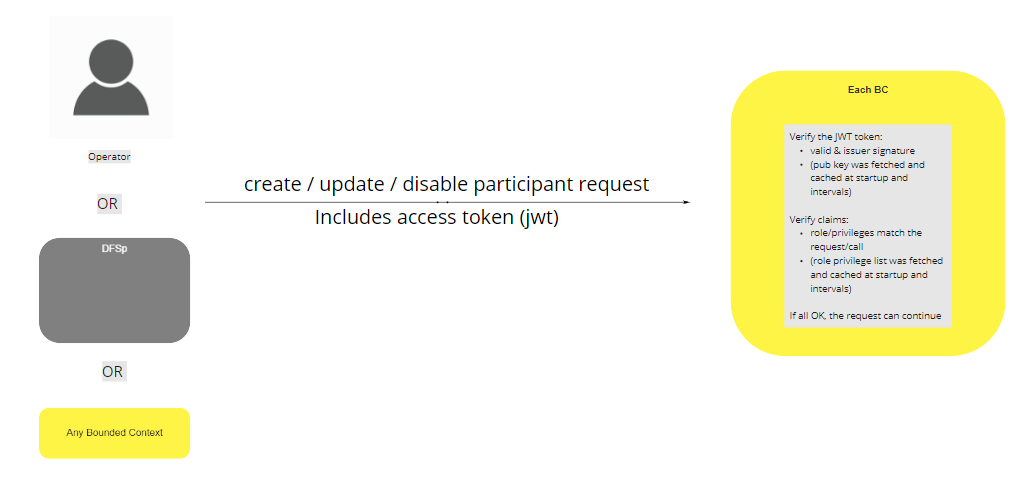 Operator
OR
DFSp
OR
Any Bounded Context
create / update / disable participant request
Includes access token (jwt)
Each BC
Verify the JWT token:
• valid & issuer signature
• (pub key was fetched and
cached at startup and
intervals)
Verify claims:
• role/privileges match the
request/call
• (role privilege list was fetched
and cached at startup and
intervals)
If all OK, the request can continue